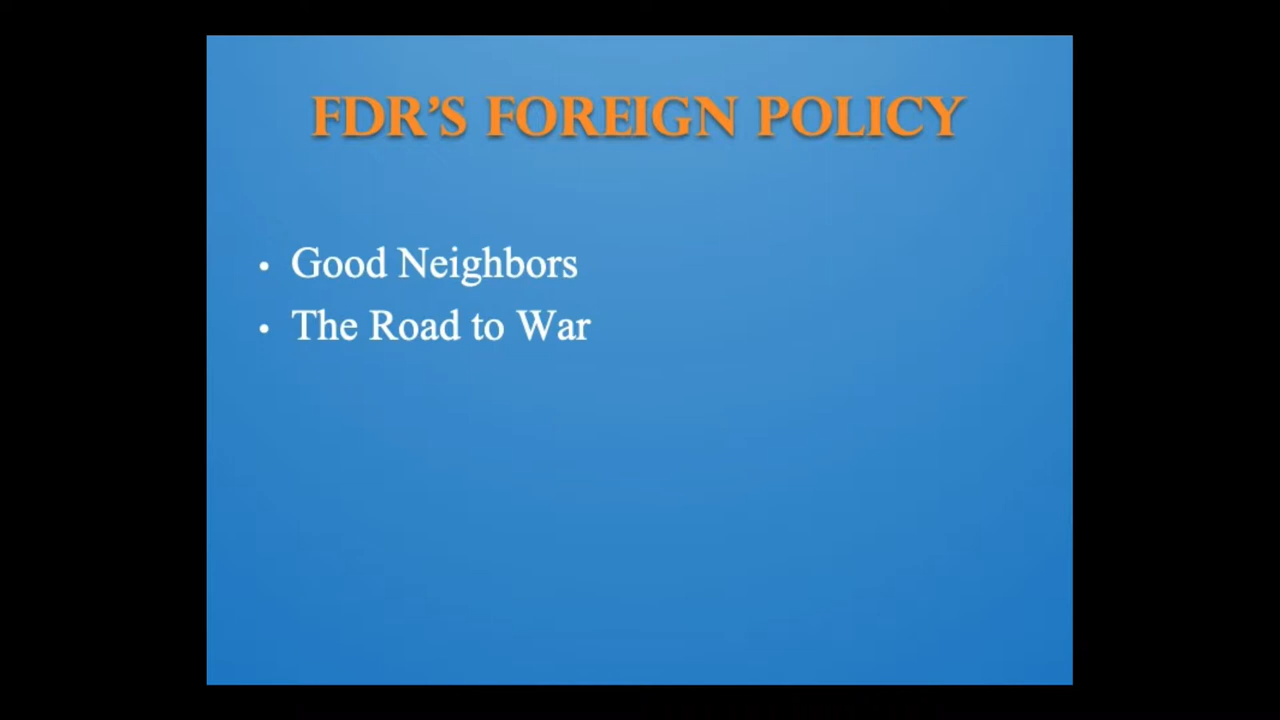 FDR'S FOREIGN POLICY
• Good Neighbors
• The Road to War